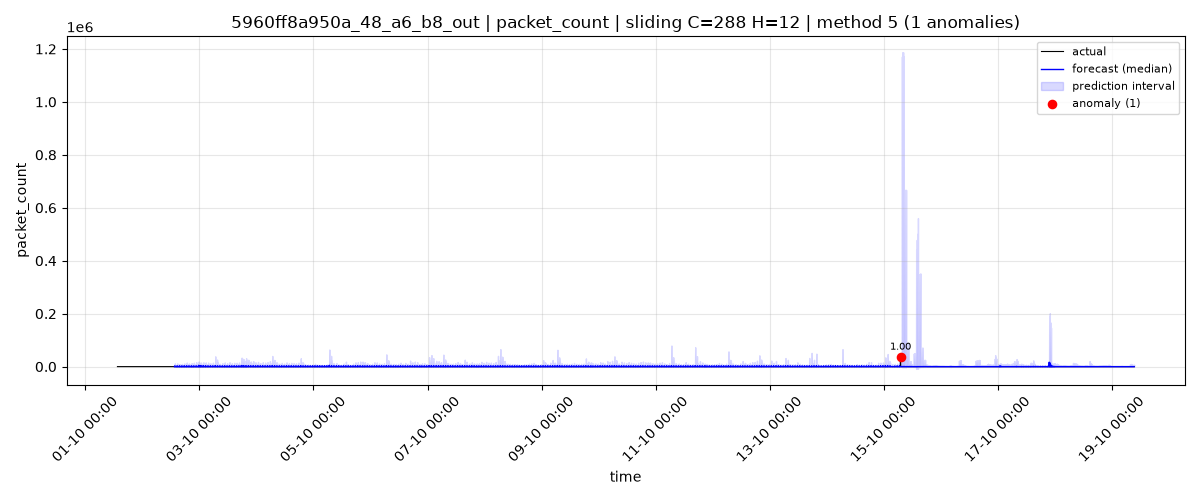 5960ff8a950a_48_a6_b8_out | packet_count | sliding C=288 H=12 | method 5 (1 anomalies)
1e6
1.2
1.0
0.8
0.6
0.4
0.2
0.0
packet_count
actual
forecast (median)
prediction interval
anomaly (1)
1.00
01-10 00:00
03-10 00:00
05-10 00:00
07-10 00:00
09-10 00:00
11-10 00:00
13-10 00:00
15-10 00:00
17-10 00:00
19-10 00:00
time